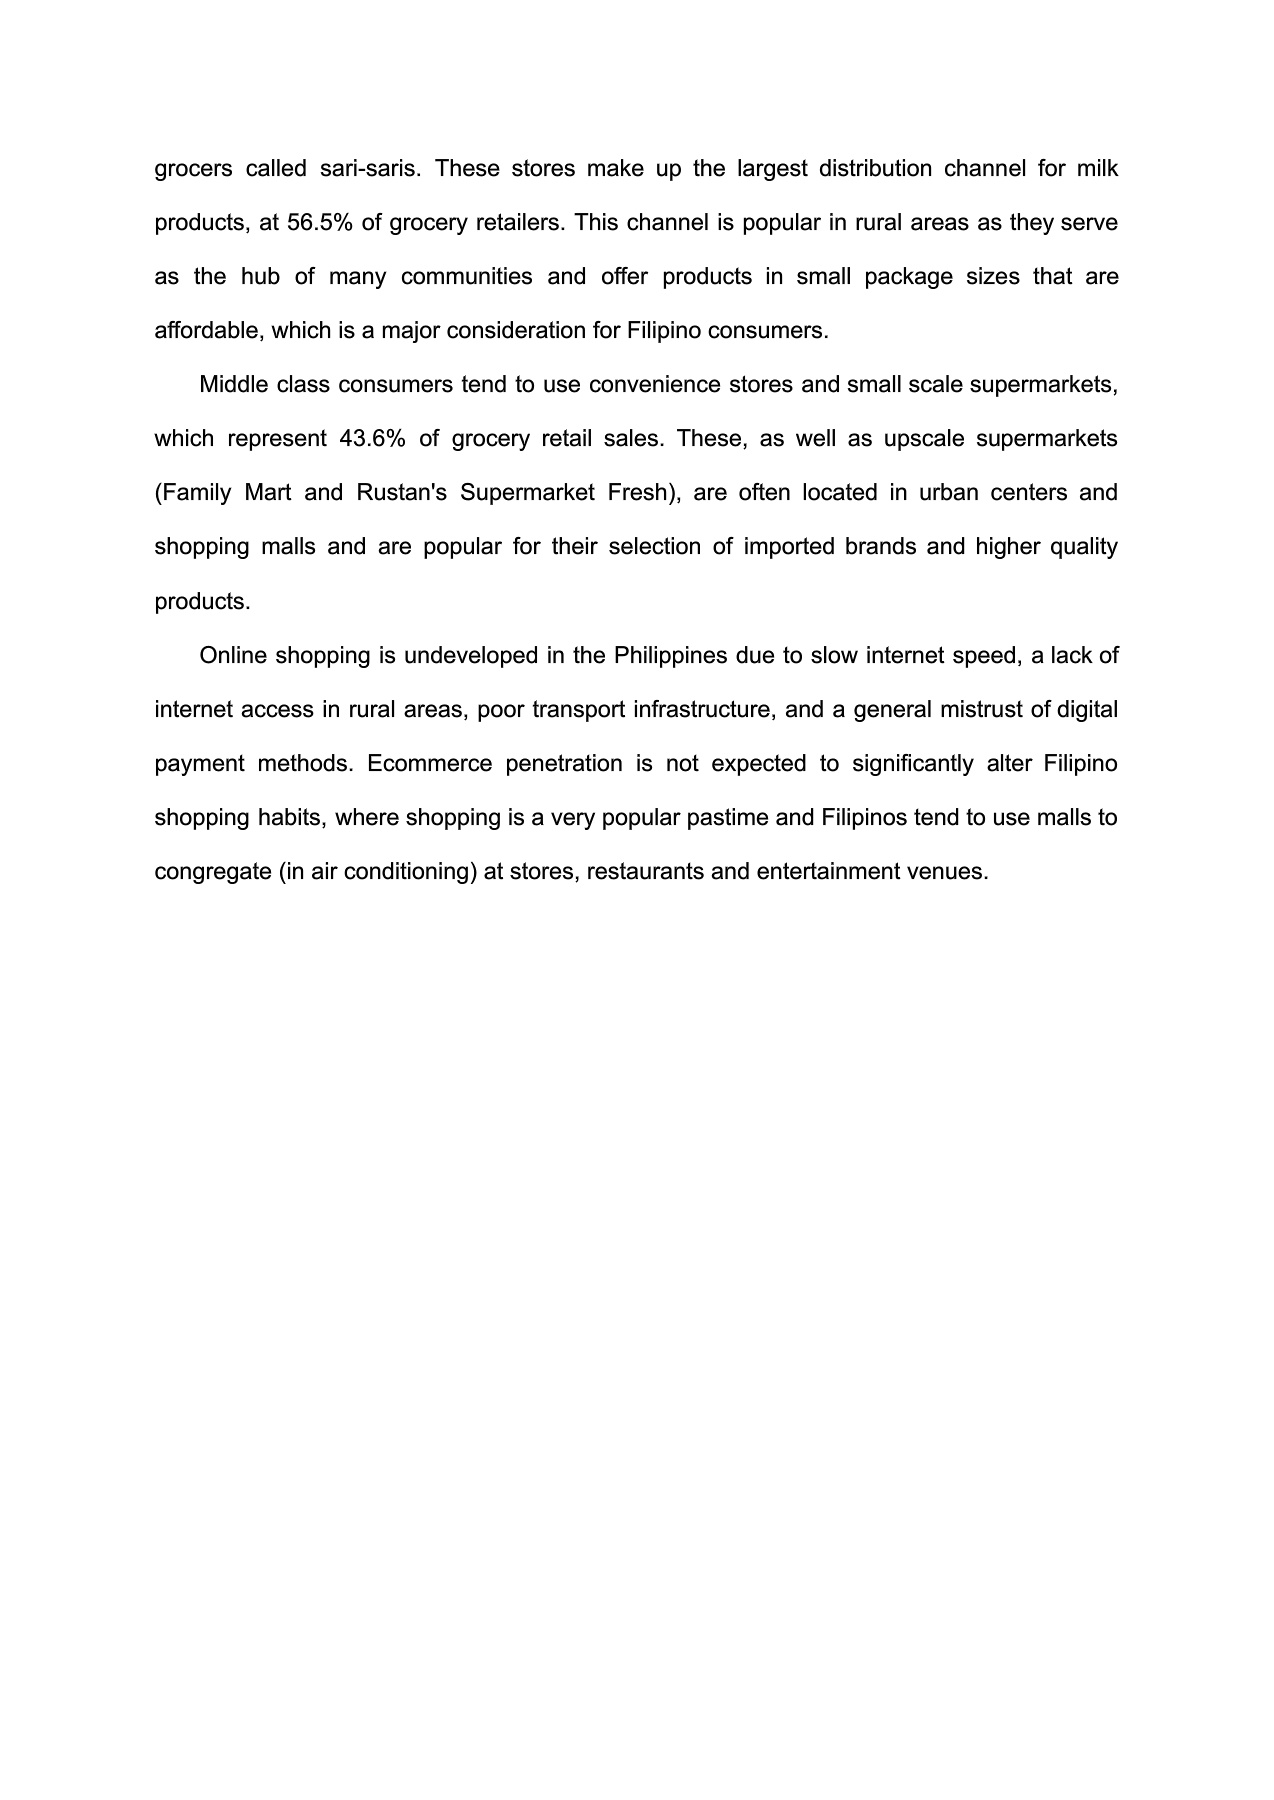 grocers called sari-saris. These stores make up the largest distribution channel for milk
products, at 56.5% of grocery retailers. This channel is popular in rural areas as they serve
as the hub of many communities and offer products in small package sizes that are
affordable, which is a major consideration for Filipino consumers.
Middle class consumers tend to use convenience stores and small scale supermarkets,
which represent 43.6% of grocery retail sales. These, as well as upscale supermarkets
(Family Mart and Rustan's Supermarket Fresh), are often located in urban centers and
shopping malls and are popular for their selection of imported brands and higher quality
products.
Online shopping is undeveloped in the Philippines due to slow internet speed, a lack of
internet access in rural areas, poor transport infrastructure, and a general mistrust of digital
payment methods. Ecommerce penetration is not expected to significantly alter Filipino
shopping habits, where shopping is a very popular pastime and Filipinos tend to use malls to
congregate (in air conditioning) at stores, restaurants and entertainment venues.